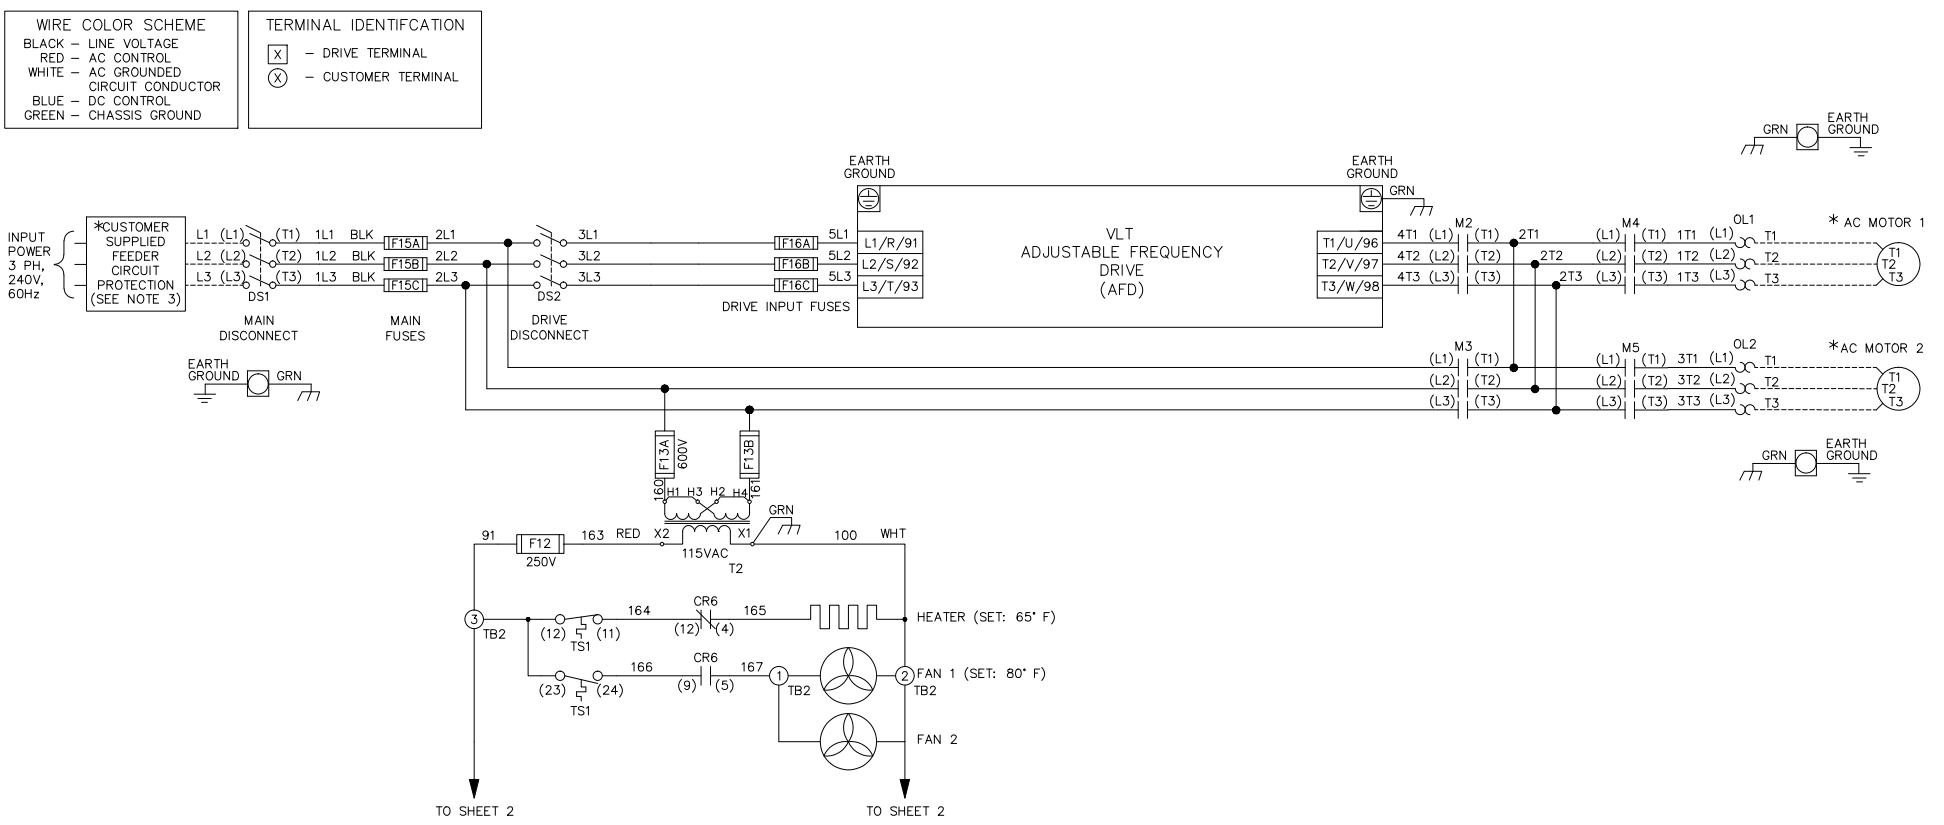 WIRE COLOR SCHEME
BLACK – LINE VOLTAGE
RED – AC CONTROL
WHITE – AC GROUNDED
CIRCUIT CONDUCTOR
BLUE – DC CONTROL
GREEN – CHASSIS GROUND
TERMINAL IDENTIFCATION
X – DRIVE TERMINAL
X – CUSTOMER TERMINAL
GRN
EARTH
GROUND
EARTH
GROUND
EARTH
GROUND
GRN
INPUT
POWER
3 PH,
240V,
60Hz
*CUSTOMER
SUPPLIED
FEEDER
CIRCUIT
PROTECTION
(SEE NOTE 3)
L1 (L1) (T1) 1L1 BLK F15A 2L1 3L1 F16A 5L1 L1/R/91
L2 (L2) (T2) 1L2 BLK F15B 2L2 3L2 F16B 5L2 L2/S/92
L3 (L3) (T3) 1L3 BLK F15C 2L3 3L3 F16C 5L3 L3/T/93
DS1
DS2
MAIN
DISCONNECT
MAIN
FUSES
DRIVE
DISCONNECT
DRIVE INPUT FUSES
VLT
ADJUSTABLE FREQUENCY
DRIVE
(AFD)
M2
M4
OL1
* AC MOTOR 1
T1/U/96 4T1 (L1) (T1) 2T1 (L1) (T1) 1T1 (L1) T1
T2/V/97 4T2 (L2) (T2) 2T2 (L2) (T2) 1T2 (L2) T2
T3/W/98 4T3 (L3) (T3) 2T3 (L3) (T3) 1T3 (L3) T3
T1
T2
T3
EARTH
GROUND
GRN
M3
M5
OL2
*AC MOTOR 2
(L1) (T1) (L1) (T1) 3T1 (L1) T1
(L2) (T2) (L2) (T2) 3T2 (L2) T2
(L3) (T3) (L3) (T3) 3T3 (L3) T3
T1
T2
T3
GRN
EARTH
GROUND
F13A
600V
F13B
160
161
H1 H3 H2 H4
GRN
91 F12 163 RED X2 X1 100 WHT
250V
115VAC
T2
3
TB2
164 CR6 165
(12) (11) (12) (4)
TS1
HEATER (SET: 65° F)
166 CR6 167 1 2
(23) (24) (9) (5) TB2 TB2
TS1
FAN 1 (SET: 80° F)
FAN 2
TO SHEET 2
TO SHEET 2